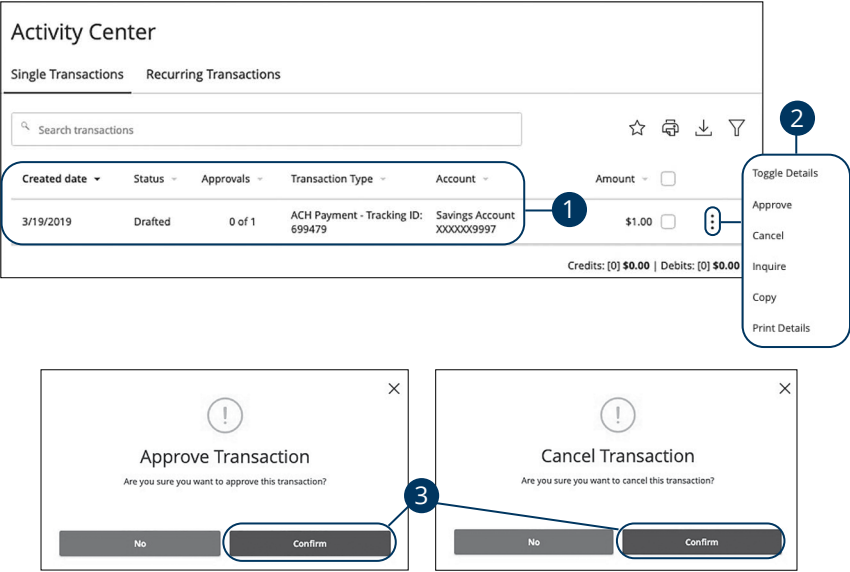 Activity Center
Single Transactions Recurring Transactions
Search transactions
2
Toggle Details
Approve
Cancel
Inquire
Copy
Print Details
Created date Status Approvals Transaction Type Account Amount
1
3/19/2019 Drafted 0 of 1 ACH Payment - Tracking ID: 699479 Savings Account XXXXXX9997 $1.00
Credits: [0] $0.00 | Debits: [0] $0.00
Approve Transaction
Are you sure you want to approve this transaction?
No Confirm
3
Cancel Transaction
Are you sure you want to cancel this transaction?
No Confirm